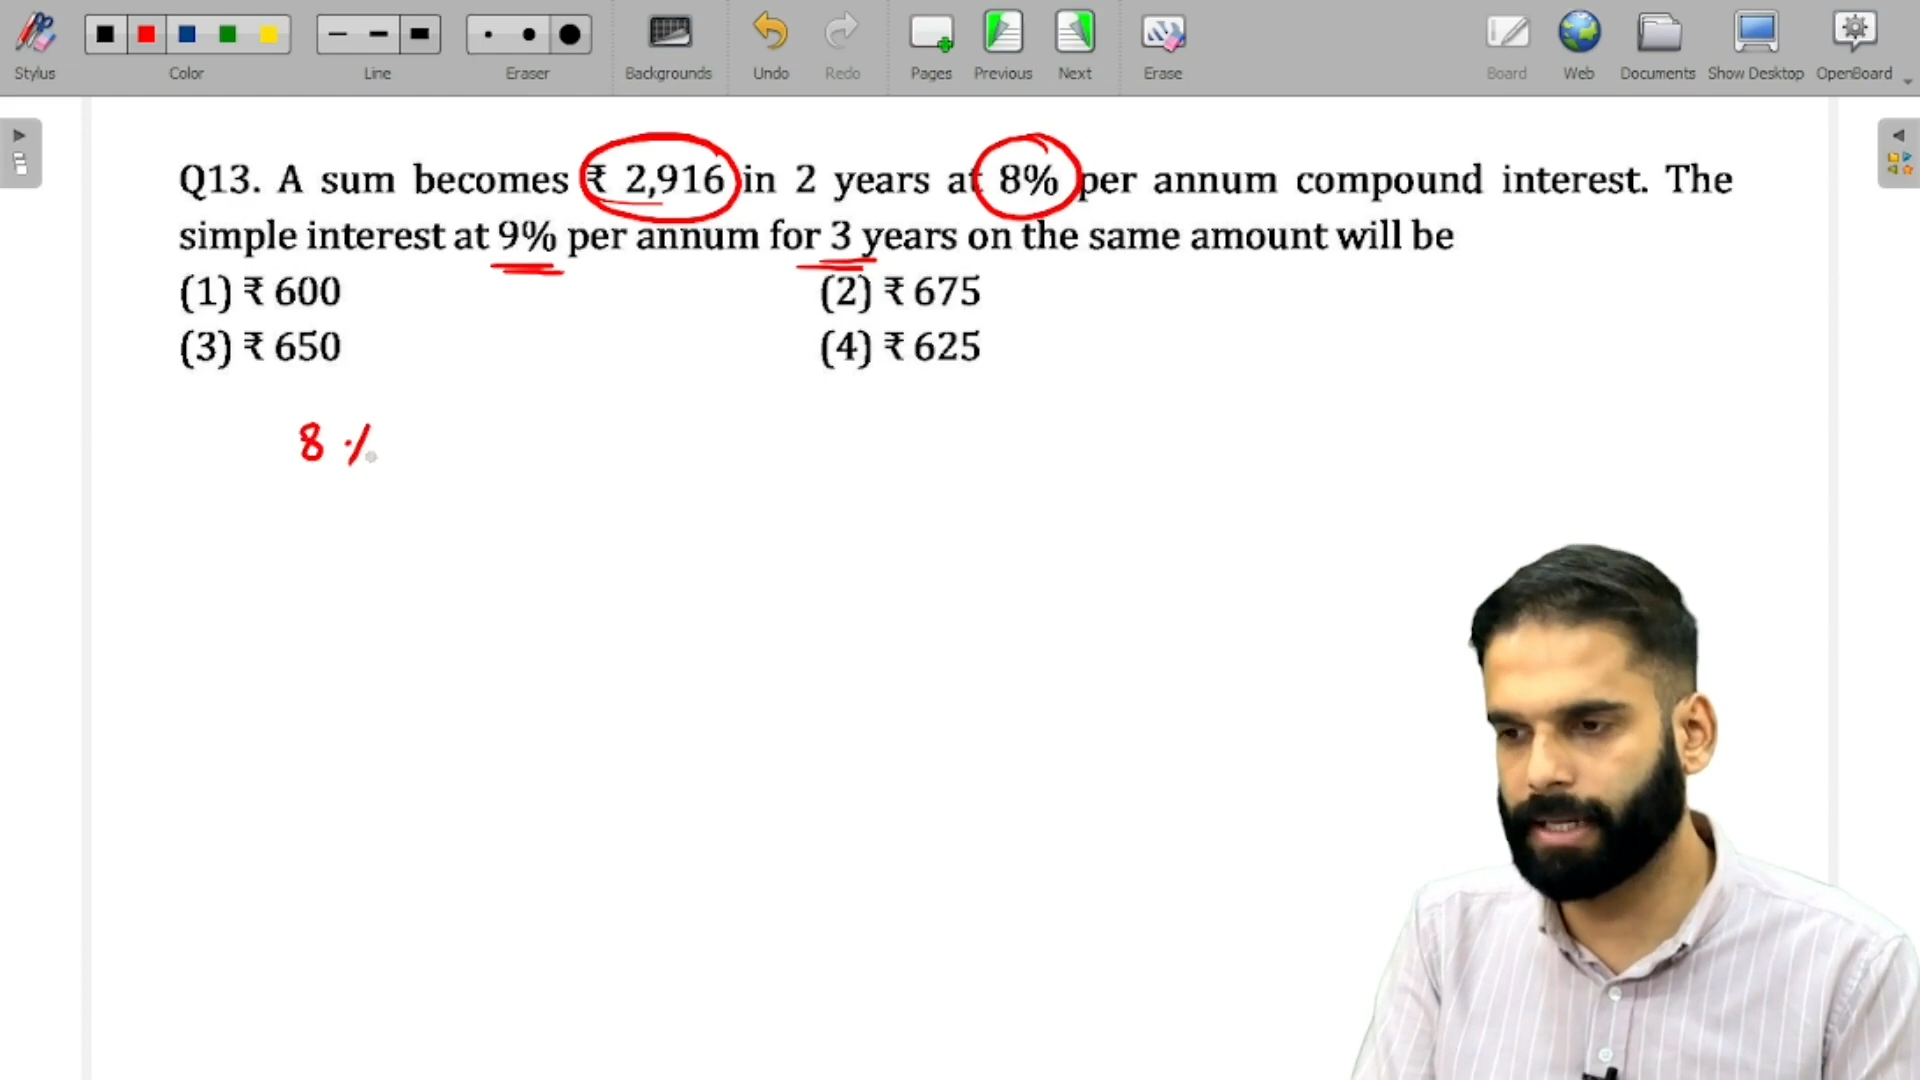 Stylus Color Line Eraser Backgrounds Undo Redo Pages Previous Next Erase Board Web Documents Show Desktop OpenBoard
Q13. A sum becomes ₹ 2,916 in 2 years at 8% per annum compound interest. The
simple interest at 9% per annum for 3 years on the same amount will be
(1) ₹ 600 (2) ₹ 675
(3) ₹ 650 (4) ₹ 625
8 %